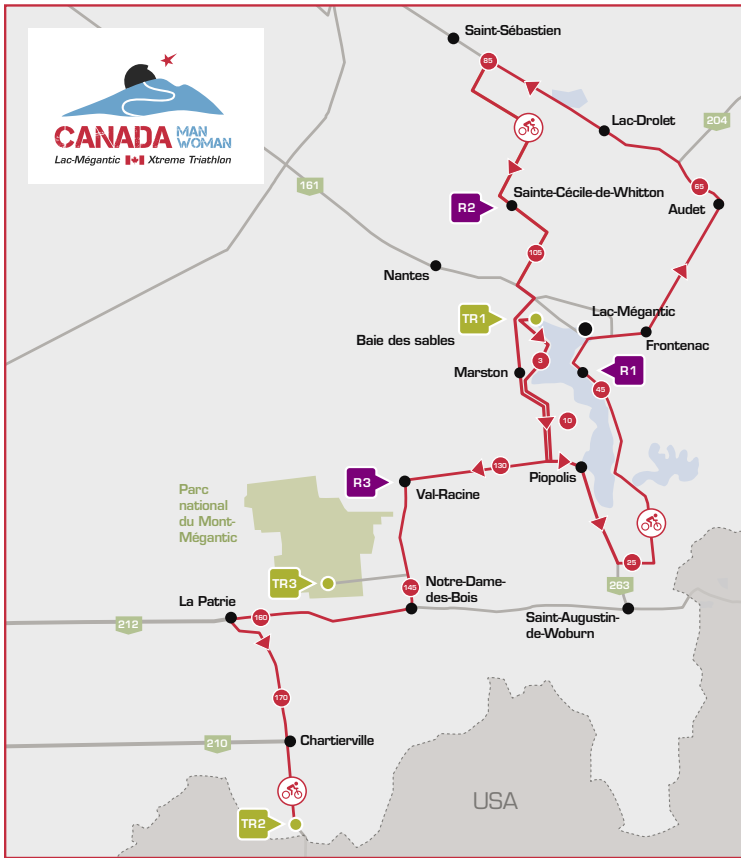 CANADA MAN
WOMAN
Lac-Mégantic Xtreme Triathlon
Saint-Sébastien
85
Lac-Drolet
204
161
65
R2
Sainte-Cécile-de-Whitton
Audet
105
Nantes
TR1
Lac-Mégantic
Baie des sables
Frontenac
3
Marston
R1
45
10
130
R3
Piopolis
Val-Racine
Parc
national
du Mont-
Mégantic
25
TR3
145
Notre-Dame-
des-Bois
263
La Patrie
160
Saint-Augustin-
de-Woburn
212
170
210
Chartierville
USA
TR2